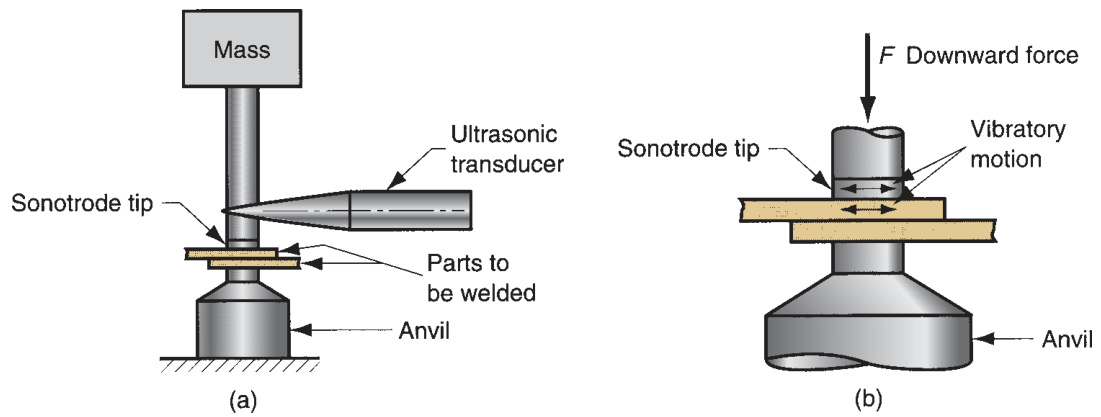 Mass
Ultrasonic
transducer
Sonotrode tip
Parts to
be welded
Anvil
(a)
F Downward force
Vibratory
motion
Sonotrode tip
Anvil
(b)